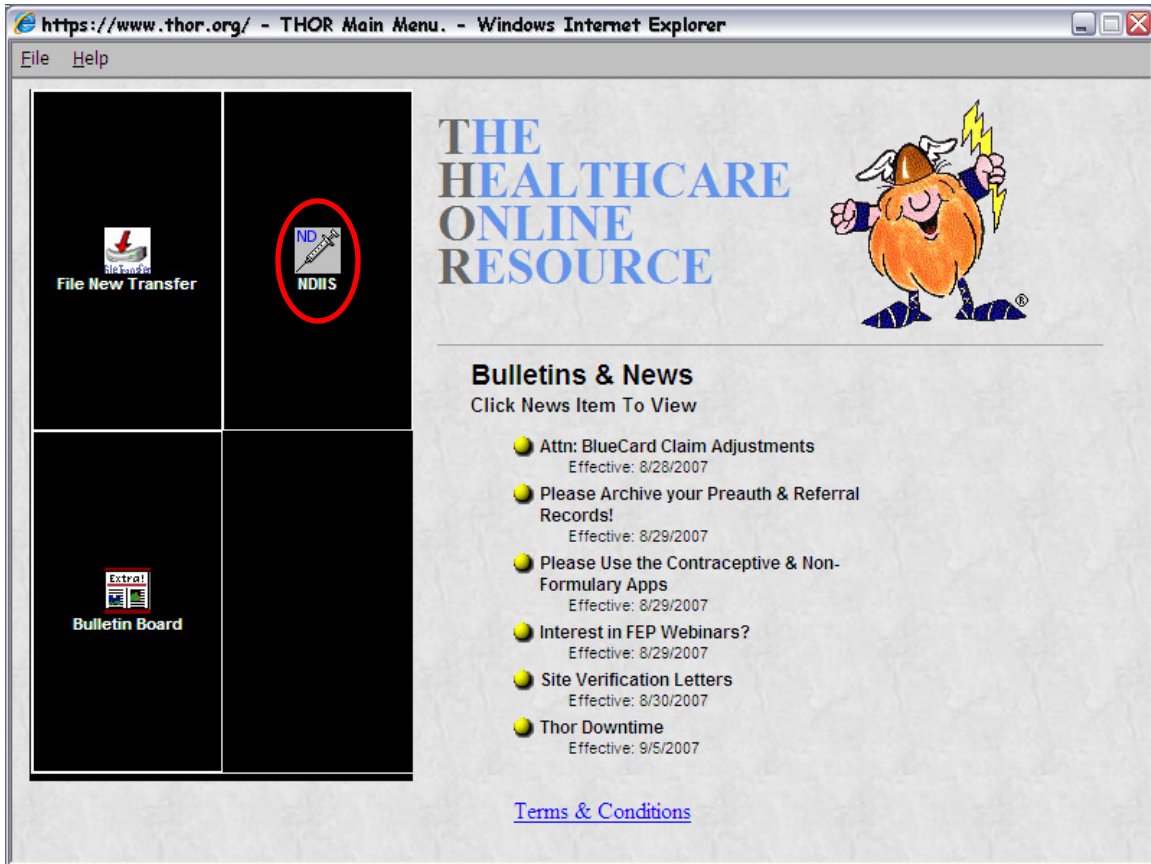 https://www.thor.org/ - THOR Main Menu. - Windows Internet Explorer
File Help
File Transfer
File New Transfer
ND
NDIIS
Extra!
Bulletin Board
THE
HEALTHCARE
ONLINE
RESOURCE
®
Bulletins & News
Click News Item To View
Attn: BlueCard Claim Adjustments
Effective: 8/28/2007
Please Archive your Preauth & Referral
Records!
Effective: 8/29/2007
Please Use the Contraceptive & Non-
Formulary Apps
Effective: 8/29/2007
Interest in FEP Webinars?
Effective: 8/29/2007
Site Verification Letters
Effective: 8/30/2007
Thor Downtime
Effective: 9/5/2007
Terms & Conditions